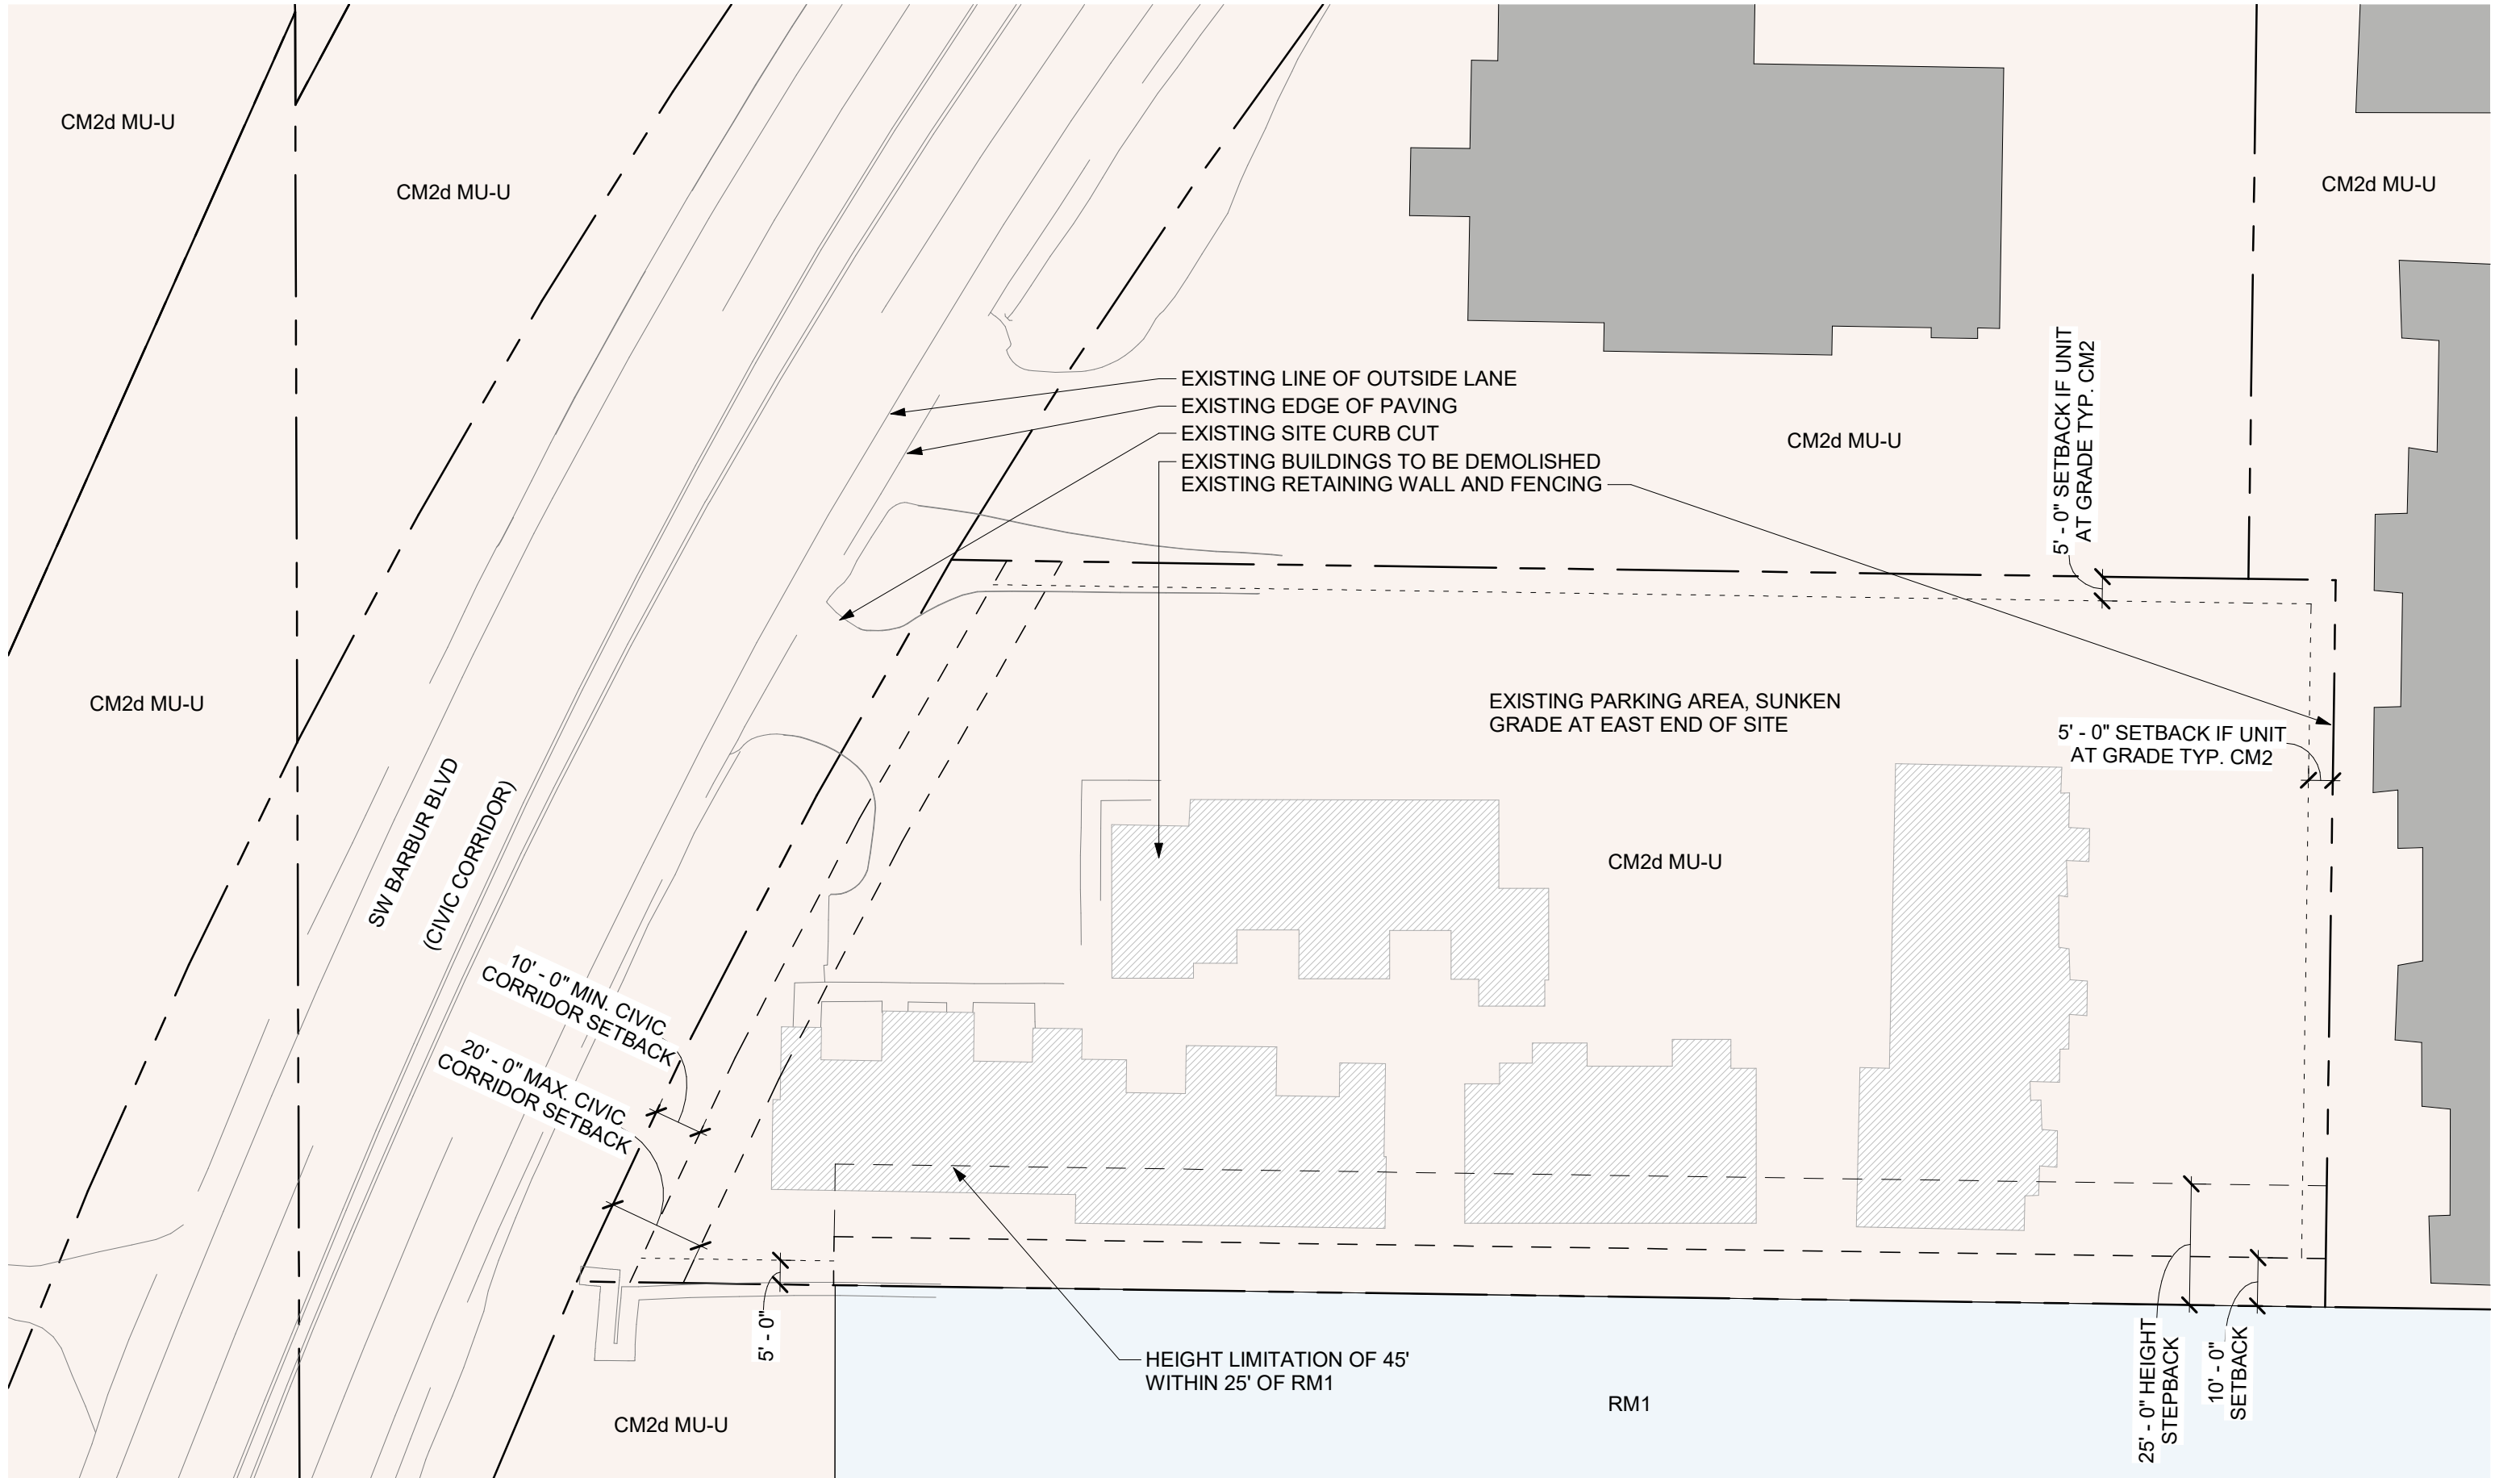 CM2d MU-U
CM2d MU-U
CM2d MU-U
EXISTING LINE OF OUTSIDE LANE
EXISTING EDGE OF PAVING
EXISTING SITE CURB CUT
EXISTING BUILDINGS TO BE DEMOLISHED
EXISTING RETAINING WALL AND FENCING
CM2d MU-U
5' - 0" SETBACK IF UNIT
AT GRADE TYP. CM2
CM2d MU-U
EXISTING PARKING AREA, SUNKEN
GRADE AT EAST END OF SITE
5' - 0" SETBACK IF UNIT
AT GRADE TYP. CM2
SW BARBUR BLVD
(CIVIC CORRIDOR)
CM2d MU-U
10' - 0" MIN. CIVIC
CORRIDOR SETBACK
20' - 0" MAX. CIVIC
CORRIDOR SETBACK
5' - 0"
HEIGHT LIMITATION OF 45'
WITHIN 25' OF RM1
25' - 0" HEIGHT
STEPBACK
10' - 0"
SETBACK
CM2d MU-U
RM1